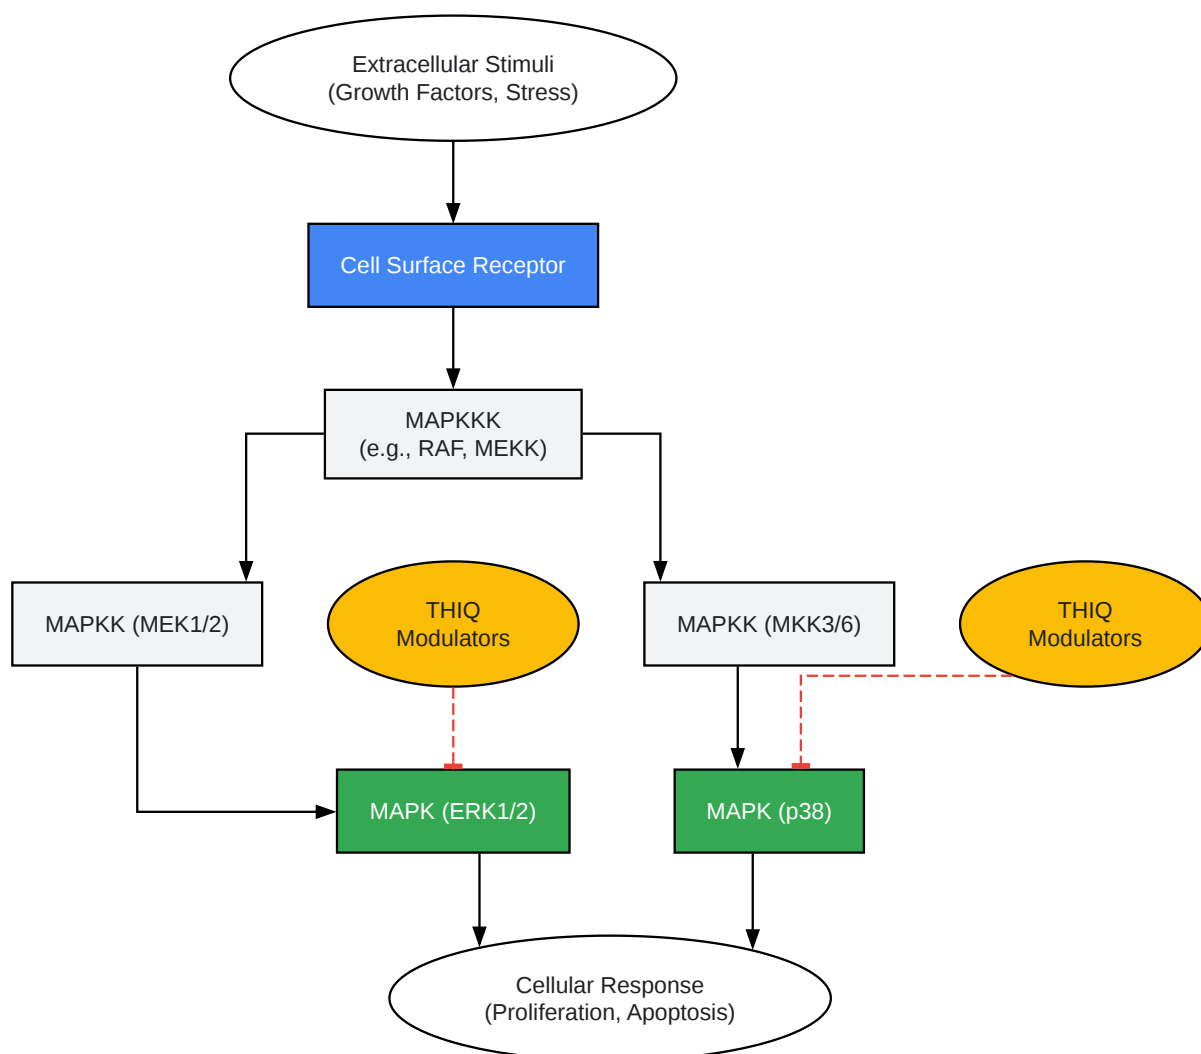 Extracellular Stimuli
(Growth Factors, Stress)
Cell Surface Receptor
MAPKKK
(e.g., RAF, MEKK)
MAPKK (MEK1/2)
THIQ
Modulators
MAPKK (MKK3/6)
THIQ
Modulators
MAPK (ERK1/2)
MAPK (p38)
Cellular Response
(Proliferation, Apoptosis)